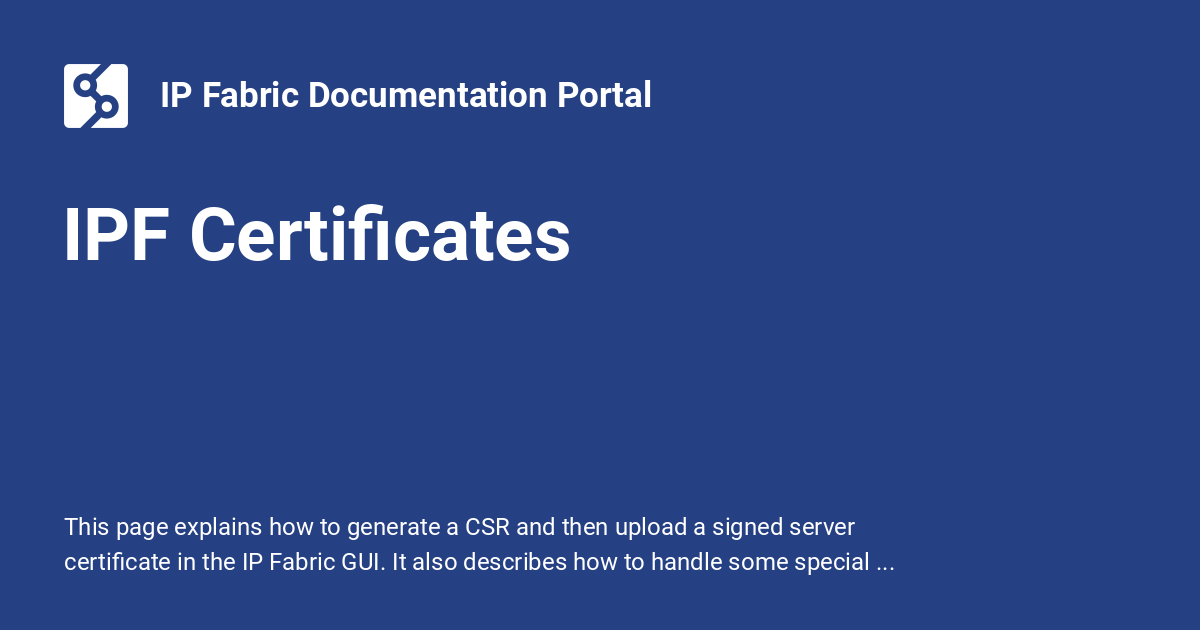 IP Fabric Documentation Portal
IPF Certificates
This page explains how to generate a CSR and then upload a signed server
certificate in the IP Fabric GUI. It also describes how to handle some special ...